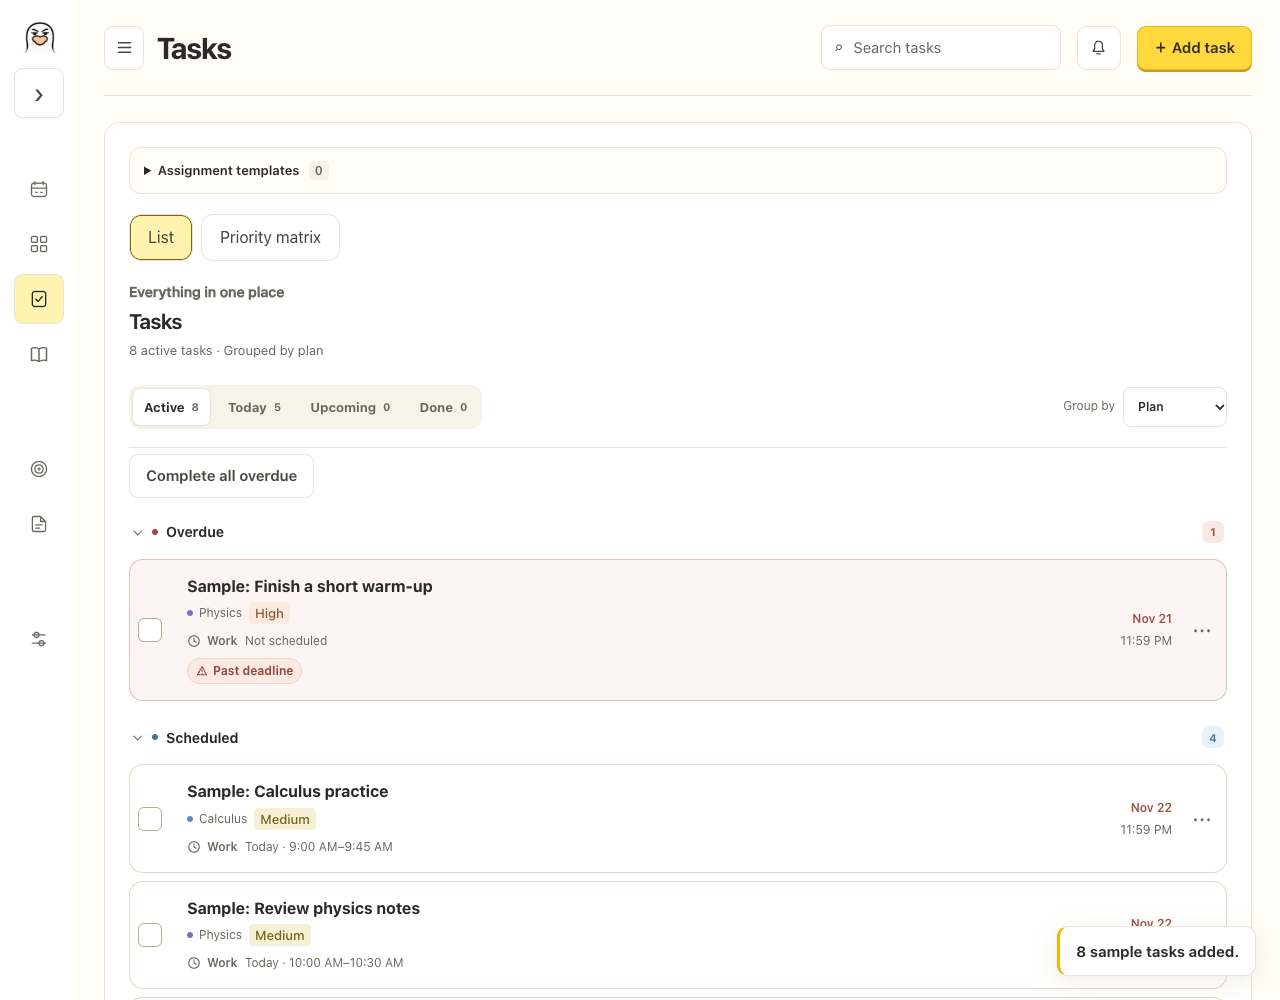 Tasks
Search tasks
+ Add task
Assignment templates 0
List
Priority matrix
Everything in one place
Tasks
8 active tasks · Grouped by plan
Active 8
Today 5
Upcoming 0
Done 0
Group by
Plan
Complete all overdue
Overdue
1
Sample: Finish a short warm-up
Physics High
Work Not scheduled
Past deadline
Nov 21
11:59 PM
Scheduled
4
Sample: Calculus practice
Calculus Medium
Work Today · 9:00 AM–9:45 AM
Nov 22
11:59 PM
Sample: Review physics notes
Physics Medium
Work Today · 10:00 AM–10:30 AM
Nov 22
8 sample tasks added.